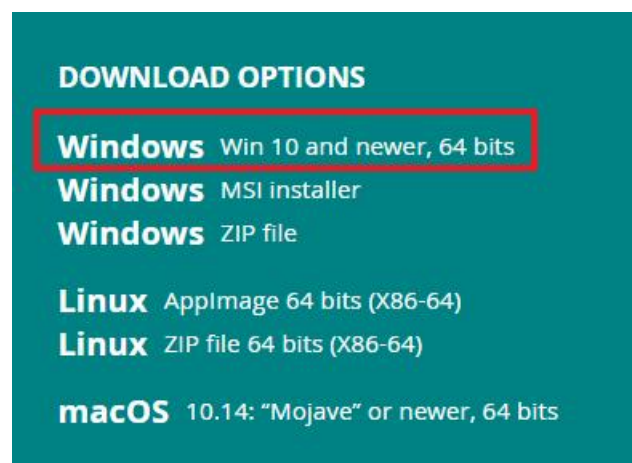 DOWNLOAD OPTIONS
Windows Win 10 and newer, 64 bits
Windows MSI installer
Windows ZIP file
Linux AppImage 64 bits (X86-64)
Linux ZIP file 64 bits (X86-64)
macOS 10.14: “Mojave” or newer, 64 bits